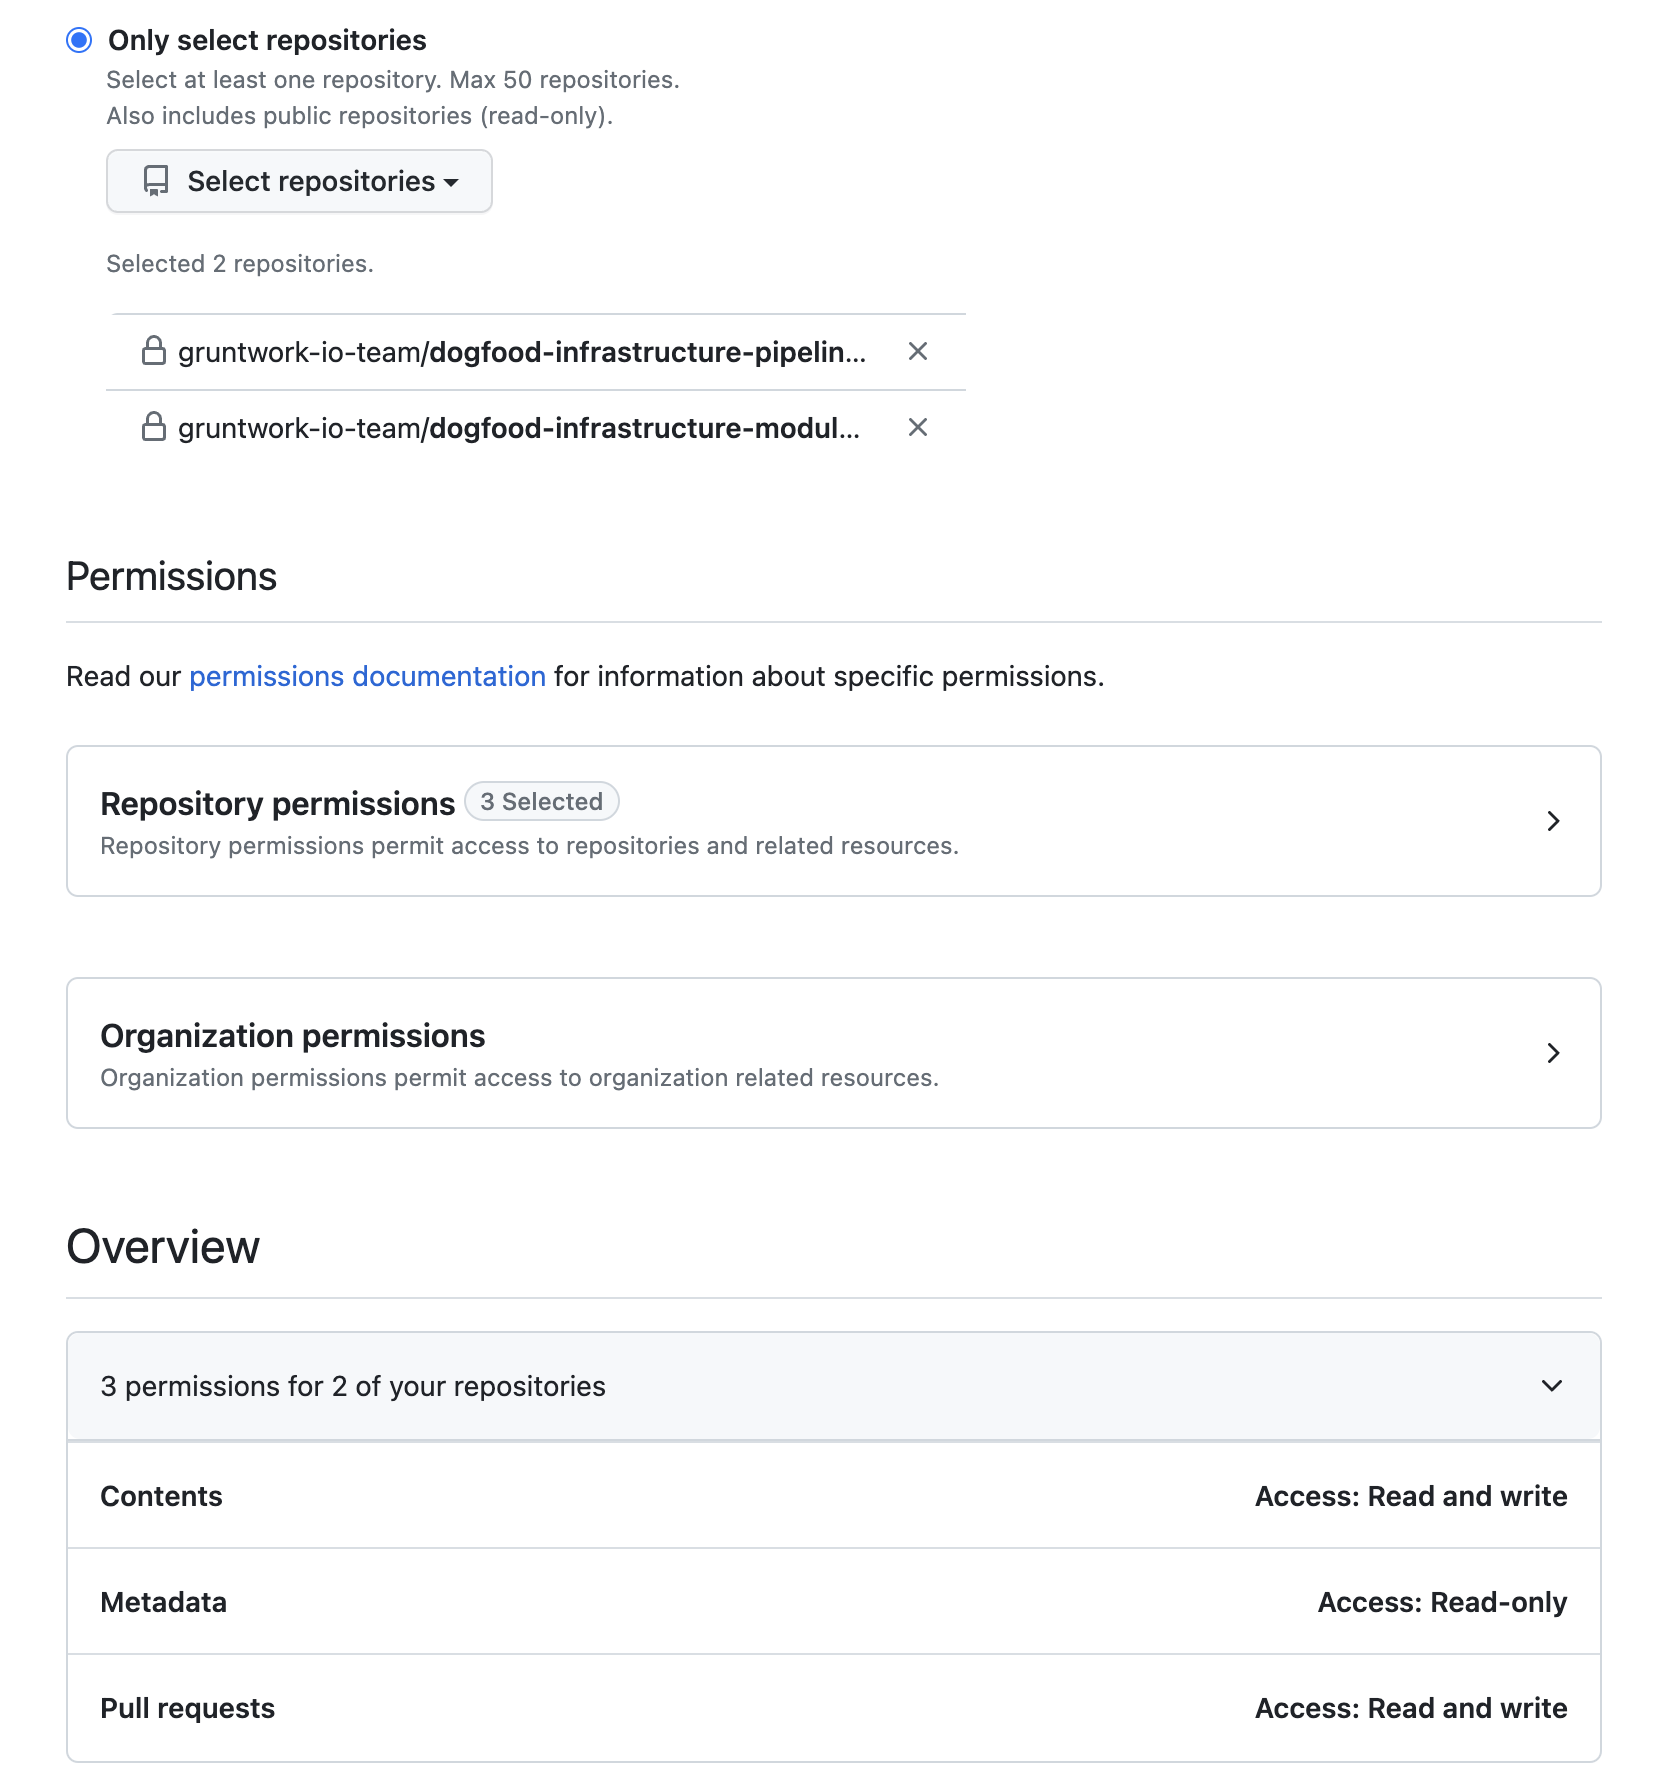 Only select repositories
Select at least one repository. Max 50 repositories.
Also includes public repositories (read-only).
Select repositories
Selected 2 repositories.
gruntwork-io-team/dogfood-infrastructure-pipelin...
gruntwork-io-team/dogfood-infrastructure-modul...
Permissions
Read our permissions documentation for information about specific permissions.
Repository permissions 3 Selected
Repository permissions permit access to repositories and related resources.
Organization permissions
Organization permissions permit access to organization related resources.
Overview
3 permissions for 2 of your repositories
Contents Access: Read and write
Metadata Access: Read-only
Pull requests Access: Read and write